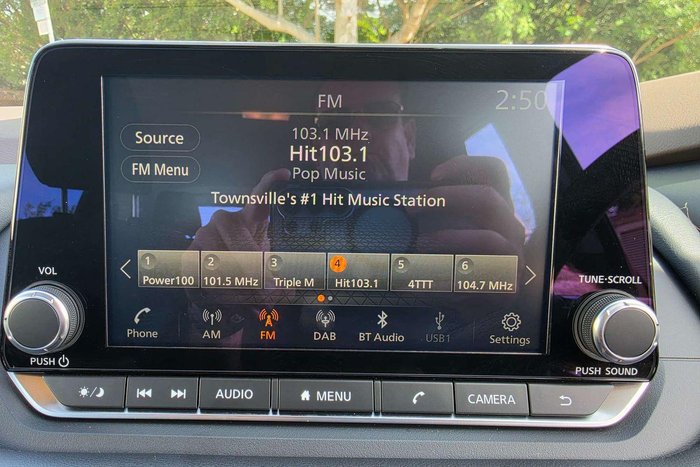 FM
2:50
Source
FM Menu
103.1 MHz
Hit103.1
Pop Music
Townsville's #1 Hit Music Station
1 Power100
2 101.5 MHz
3 Triple M
4 Hit103.1
5 4TTT
6 104.7 MHz
Phone
AM
FM
DAB
BT Audio
USB1
Settings
VOL
PUSH
TUNE·SCROLL
PUSH SOUND
AUDIO
MENU
CAMERA